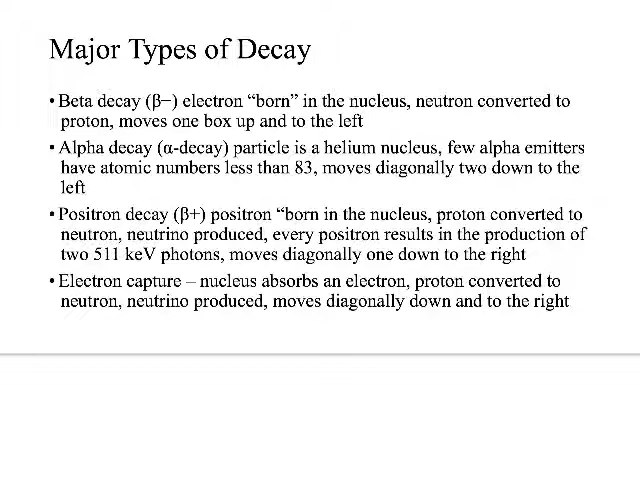 Major Types of Decay
• Beta decay (β−) electron “born” in the nucleus, neutron converted to
proton, moves one box up and to the left
• Alpha decay (α-decay) particle is a helium nucleus, few alpha emitters
have atomic numbers less than 83, moves diagonally two down to the
left
• Positron decay (β+) positron “born in the nucleus, proton converted to
neutron, neutrino produced, every positron results in the production of
two 511 keV photons, moves diagonally one down to the right
• Electron capture – nucleus absorbs an electron, proton converted to
neutron, neutrino produced, moves diagonally down and to the right